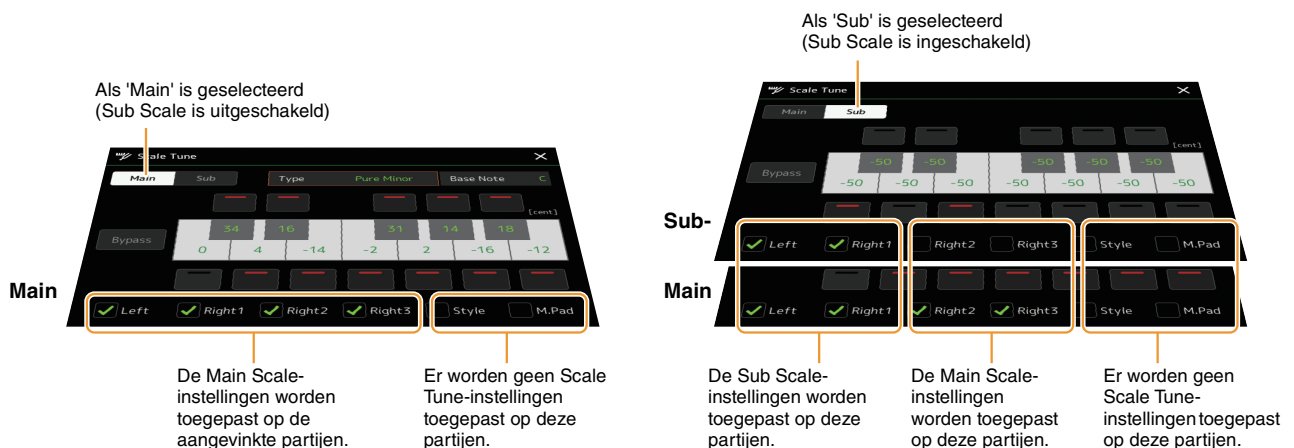 Als 'Main' is geselecteerd
(Sub Scale is uitgeschakeld)
Scale Tune
Main Sub Type Pure Minor Base Note C
[cent]
34 16 31 14 18
Bypass
0 4 -14 -2 2 -16 -12
Main
Left Right1 Right2 Right3 Style M.Pad
De Main Scale-
instellingen worden
toegepast op de
aangevinkte partijen.
Er worden geen Scale
Tune-instellingen
toegepast op deze
partijen.
Als 'Sub' is geselecteerd
(Sub Scale is ingeschakeld)
Scale Tune
Main Sub
[cent]
-50 -50 -50 -50 -50
Bypass
-50 -50 -50 -50 -50 -50 -50
Sub-
Left Right1 Right2 Right3 Style M.Pad
Main
Left Right1 Right2 Right3 Style M.Pad
De Sub Scale-
instellingen worden
toegepast op deze
partijen.
De Main Scale-
instellingen
worden toegepast
op deze partijen.
Er worden geen
Scale Tune-
instellingen toegepast
op deze partijen.